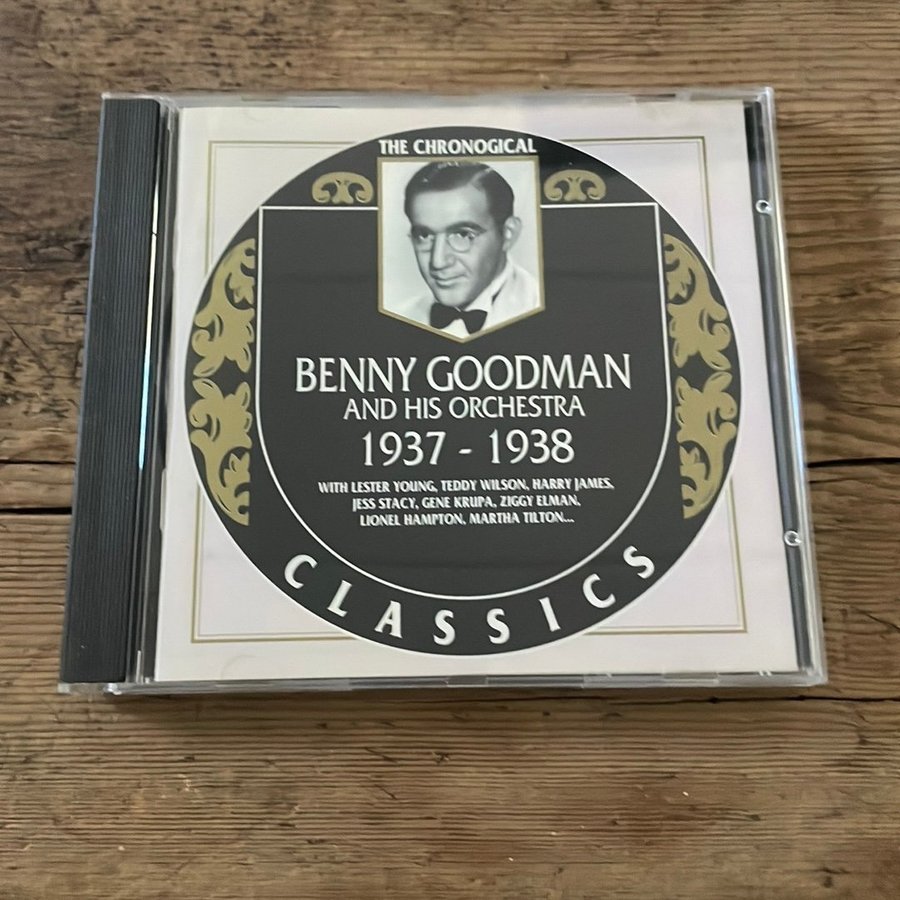 THE CHRONOGICAL
BENNY GOODMAN
AND HIS ORCHESTRA
1937 - 1938
WITH LESTER YOUNG, TEDDY WILSON, HARRY JAMES,
JESS STACY, GENE KRUPA, ZIGGY ELMAN,
LIONEL HAMPTON, MARTHA TILTON...
CLASSICS